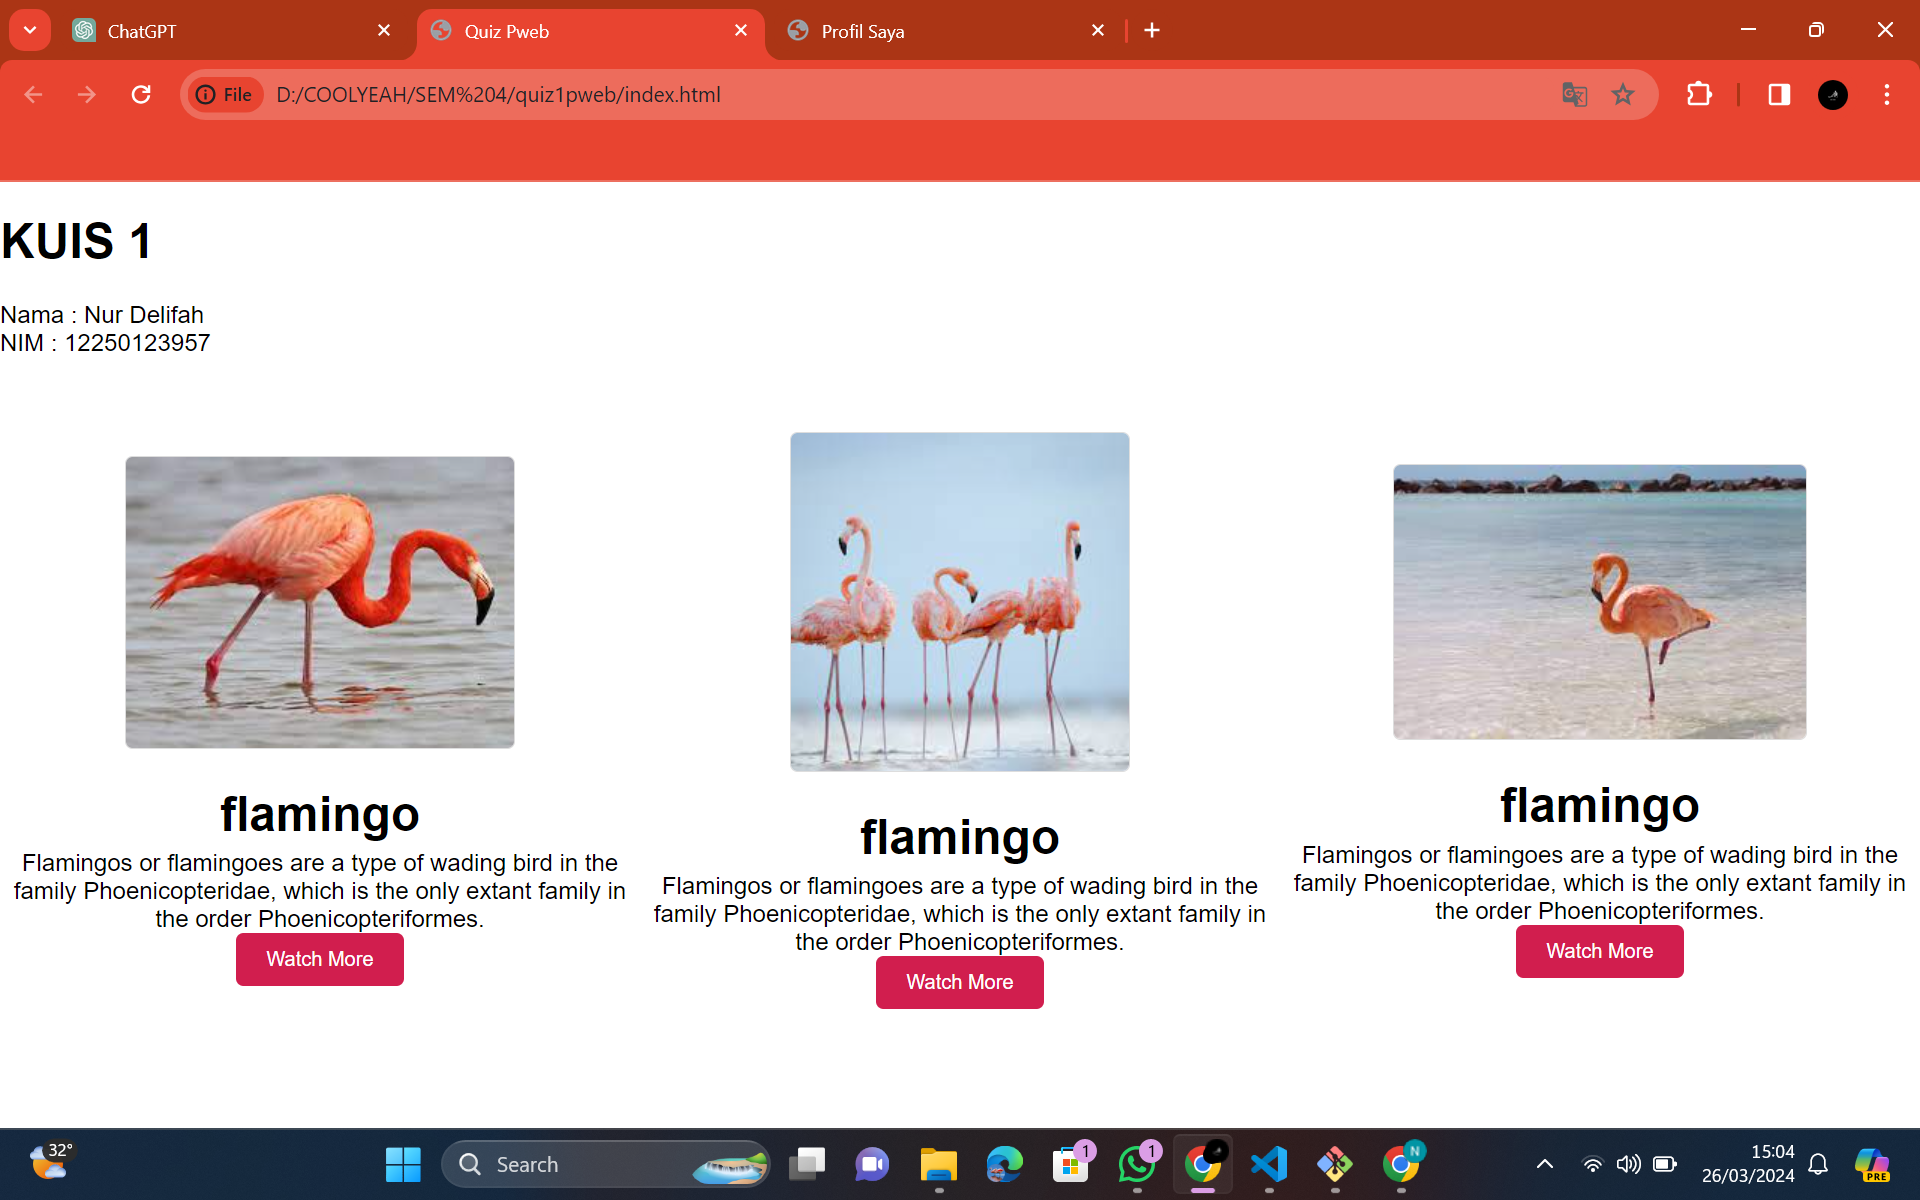 ChatGPT
Quiz Pweb
Profil Saya
File
D:/COOLYEAH/SEM%204/quiz1pweb/index.html
KUIS 1
Nama : Nur Delifah
NIM : 12250123957
flamingo
Flamingos or flamingoes are a type of wading bird in the
family Phoenicopteridae, which is the only extant family in
the order Phoenicopteriformes.
Watch More
flamingo
Flamingos or flamingoes are a type of wading bird in the
family Phoenicopteridae, which is the only extant family in
the order Phoenicopteriformes.
Watch More
flamingo
Flamingos or flamingoes are a type of wading bird in the
family Phoenicopteridae, which is the only extant family in
the order Phoenicopteriformes.
Watch More
32°
Search
1
1
N
15:04
26/03/2024
PRE